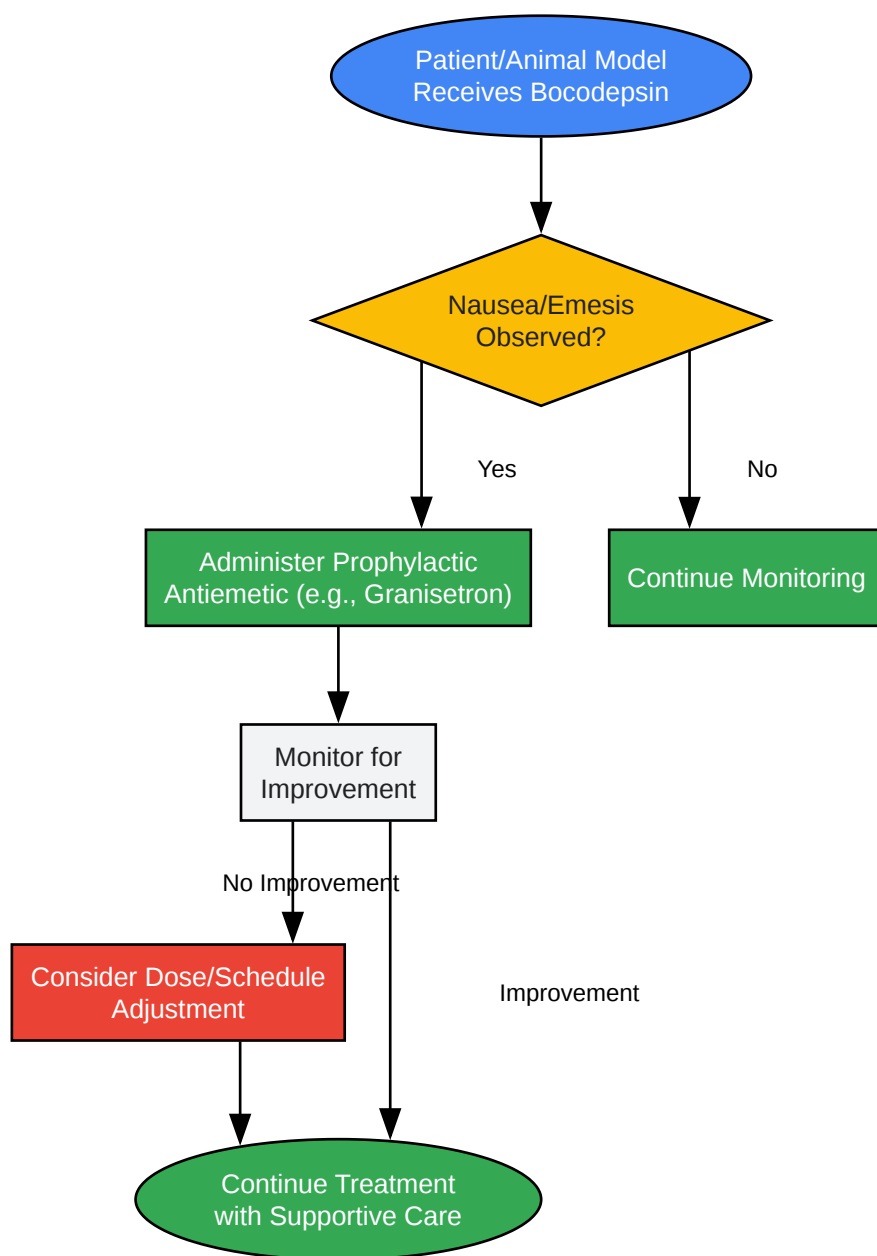 Patient/Animal Model
Receives Bocodepsin
Nausea/Emesis
Observed?
Yes
No
Administer Prophylactic
Antiemetic (e.g., Granisetron)
Continue Monitoring
Monitor for
Improvement
No Improvement
Consider Dose/Schedule
Adjustment
Improvement
Continue Treatment
with Supportive Care